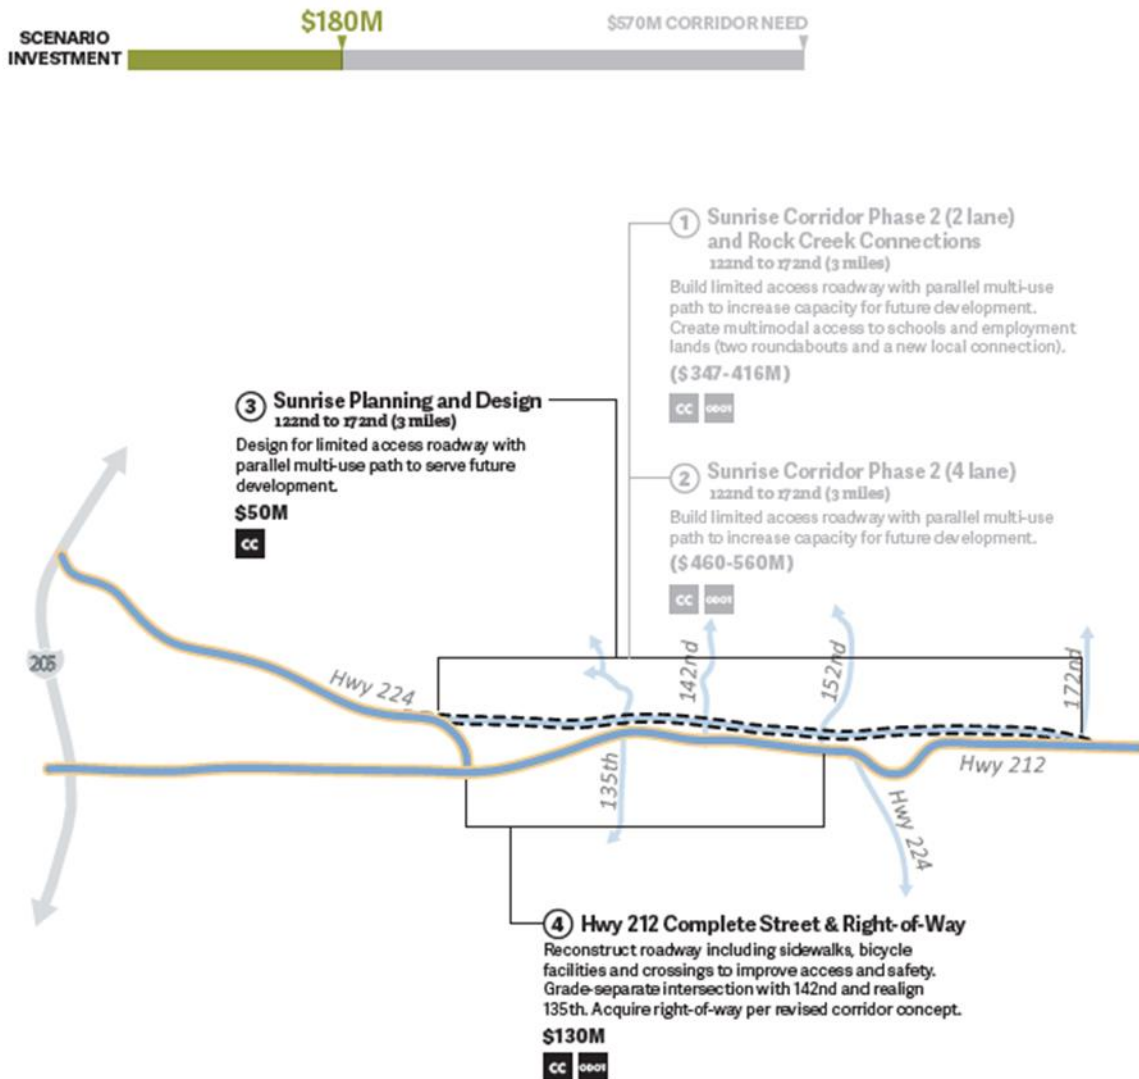 SCENARIO
INVESTMENT
$180M
$570M CORRIDOR NEED
1 Sunrise Corridor Phase 2 (2 lane)
and Rock Creek Connections
122nd to 172nd (3 miles)
Build limited access roadway with parallel multi-use
path to increase capacity for future development.
Create multimodal access to schools and employment
lands (two roundabouts and a new local connection).
($347-416M)
CC ODOT
3 Sunrise Planning and Design
122nd to 172nd (3 miles)
Design for limited access roadway with
parallel multi-use path to serve future
development.
$50M
CC
2 Sunrise Corridor Phase 2 (4 lane)
122nd to 172nd (3 miles)
Build limited access roadway with parallel multi-use
path to increase capacity for future development.
($460-560M)
CC ODOT
205
Hwy 224
142nd
152nd
172nd
135th
Hwy 212
Hwy 224
4 Hwy 212 Complete Street & Right-of-Way
Reconstruct roadway including sidewalks, bicycle
facilities and crossings to improve access and safety.
Grade-separate intersection with 142nd and realign
135th. Acquire right-of-way per revised corridor concept.
$130M
CC ODOT